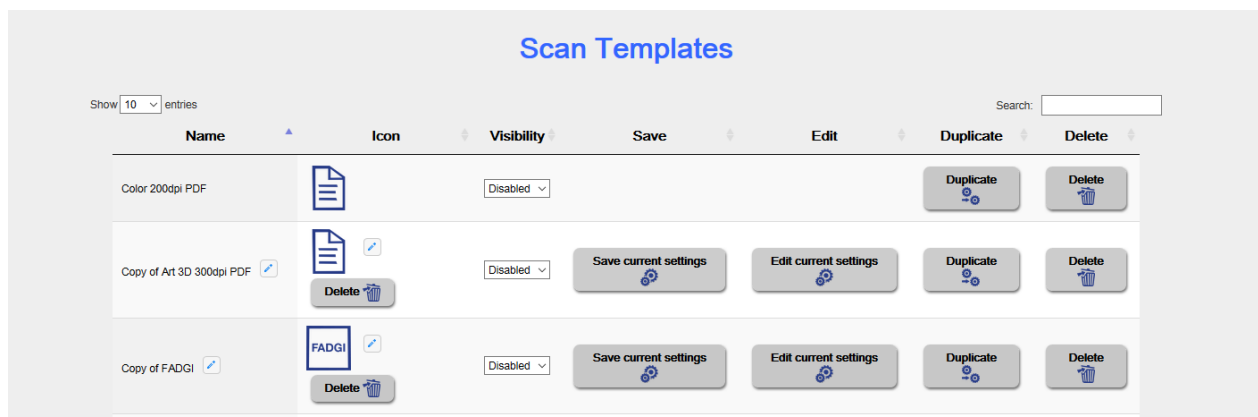 Scan Templates
Show 10 entries
Search:
Name Icon Visibility Save Edit Duplicate Delete
Color 200dpi PDF Disabled Duplicate Delete
Copy of Art 3D 300dpi PDF Delete Disabled Save current settings Edit current settings Duplicate Delete
Copy of FADGI FADGI Delete Disabled Save current settings Edit current settings Duplicate Delete